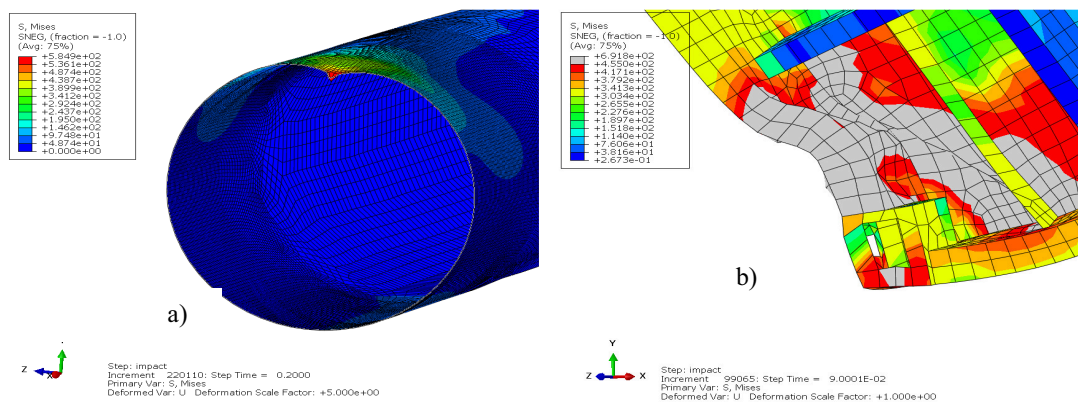 S, Mises
SNEG, (fraction = -1.0)
(Avg: 75%)
+5.849e+02
+5.361e+02
+4.874e+02
+4.387e+02
+3.899e+02
+3.412e+02
+2.924e+02
+2.437e+02
+1.950e+02
+1.462e+02
+9.748e+01
+4.874e+01
+0.000e+00
a)
Z
X
Step: impact
Increment 220110: Step Time = 0.2000
Primary Var: S, Mises
Deformed Var: U Deformation Scale Factor: +5.000e+00
S, Mises
SNEG, (fraction = -1.0)
(Avg: 75%)
+6.918e+02
+4.550e+02
+4.171e+02
+3.792e+02
+3.413e+02
+3.034e+02
+2.655e+02
+2.276e+02
+1.897e+02
+1.518e+02
+1.140e+02
+7.606e+01
+3.816e+01
+2.673e-01
b)
Y
Z
X
Step: impact
Increment 99065: Step Time = 9.0001E-02
Primary Var: S, Mises
Deformed Var: U Deformation Scale Factor: +1.000e+00